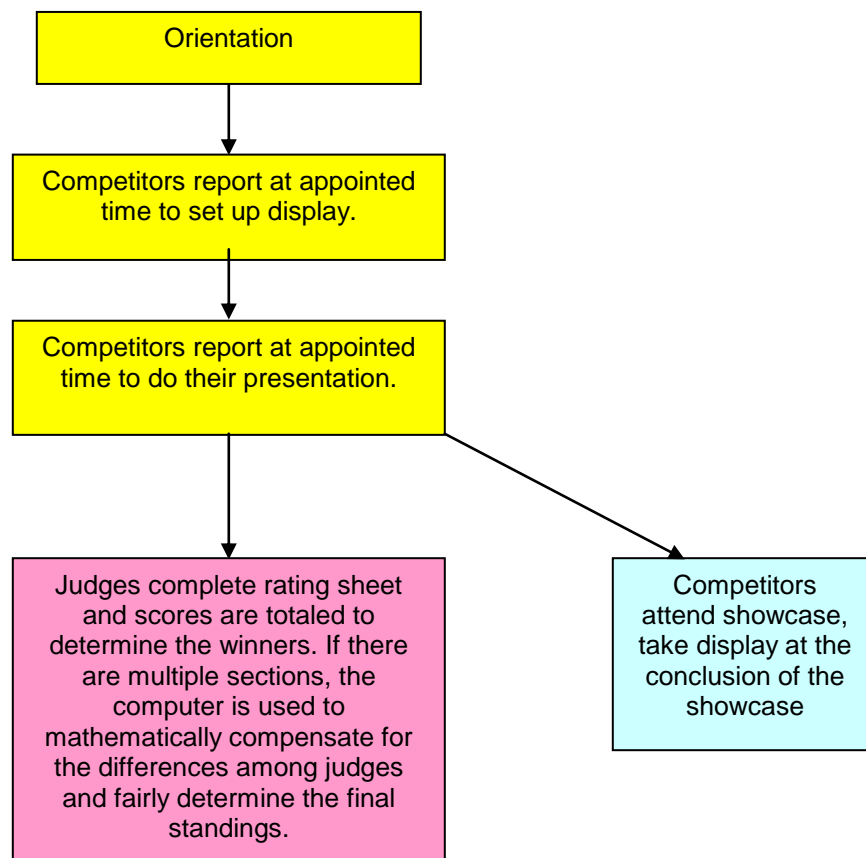 Orientation
Competitors report at appointed
time to set up display.
Competitors report at appointed
time to do their presentation.
Judges complete rating sheet
and scores are totaled to
determine the winners. If there
are multiple sections, the
computer is used to
mathematically compensate for
the differences among judges
and fairly determine the final
standings.
Competitors
attend showcase,
take display at the
conclusion of the
showcase